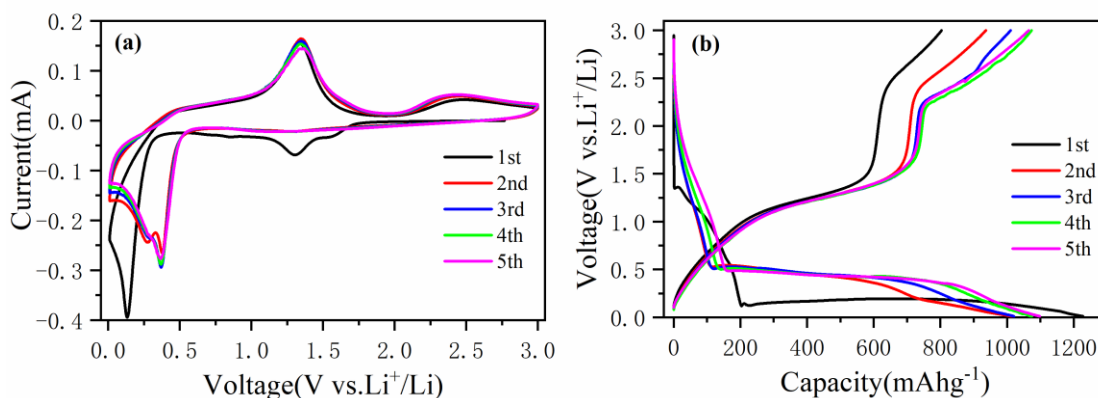 (a)
0.2
0.1
0.0
−0.1
−0.2
−0.3
−0.4
Current(mA)
0.0 0.5 1.0 1.5 2.0 2.5 3.0
Voltage(V vs.Li⁺/Li)
1st
2nd
3rd
4th
5th
(b)
3.0
2.5
2.0
1.5
1.0
0.5
0.0
Voltage(V vs.Li⁺/Li)
0 200 400 600 800 1000 1200
Capacity(mAhg⁻¹)
1st
2nd
3rd
4th
5th